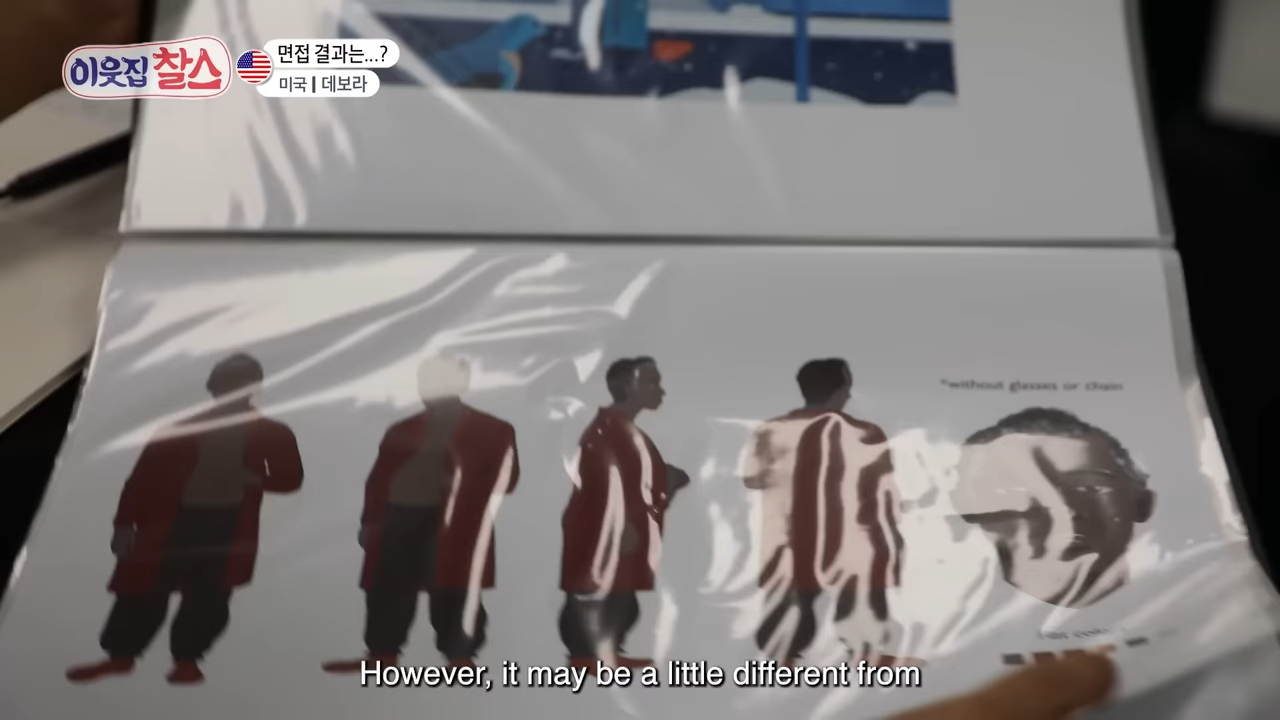 이웃집 찰스
면접 결과는...?
미국 | 데보라
*without glasses or chain
However, it may be a little different from